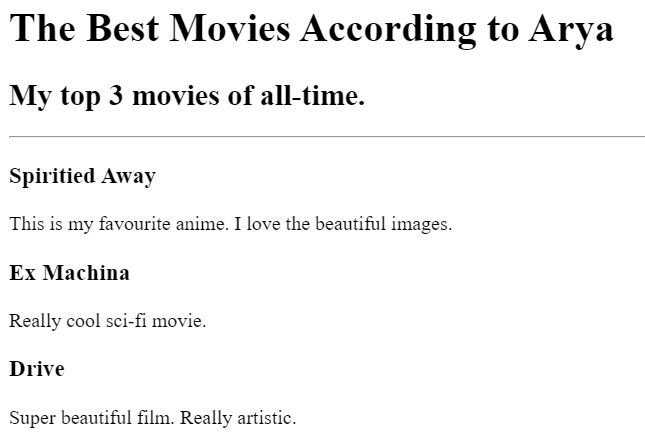 The Best Movies According to Arya
My top 3 movies of all-time.
Spiritied Away
This is my favourite anime. I love the beautiful images.
Ex Machina
Really cool sci-fi movie.
Drive
Super beautiful film. Really artistic.